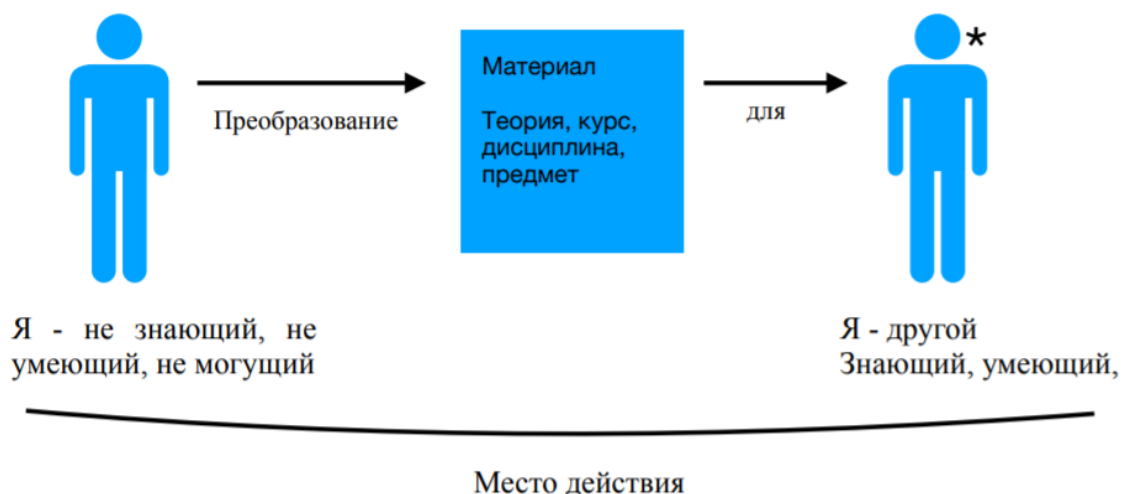 *
Материал
Преобразование
Теория, курс,
дисциплина,
предмет
для
Я - не знающий, не
умеющий, не могущий
Я - другой
Знающий, умеющий,
Место действия